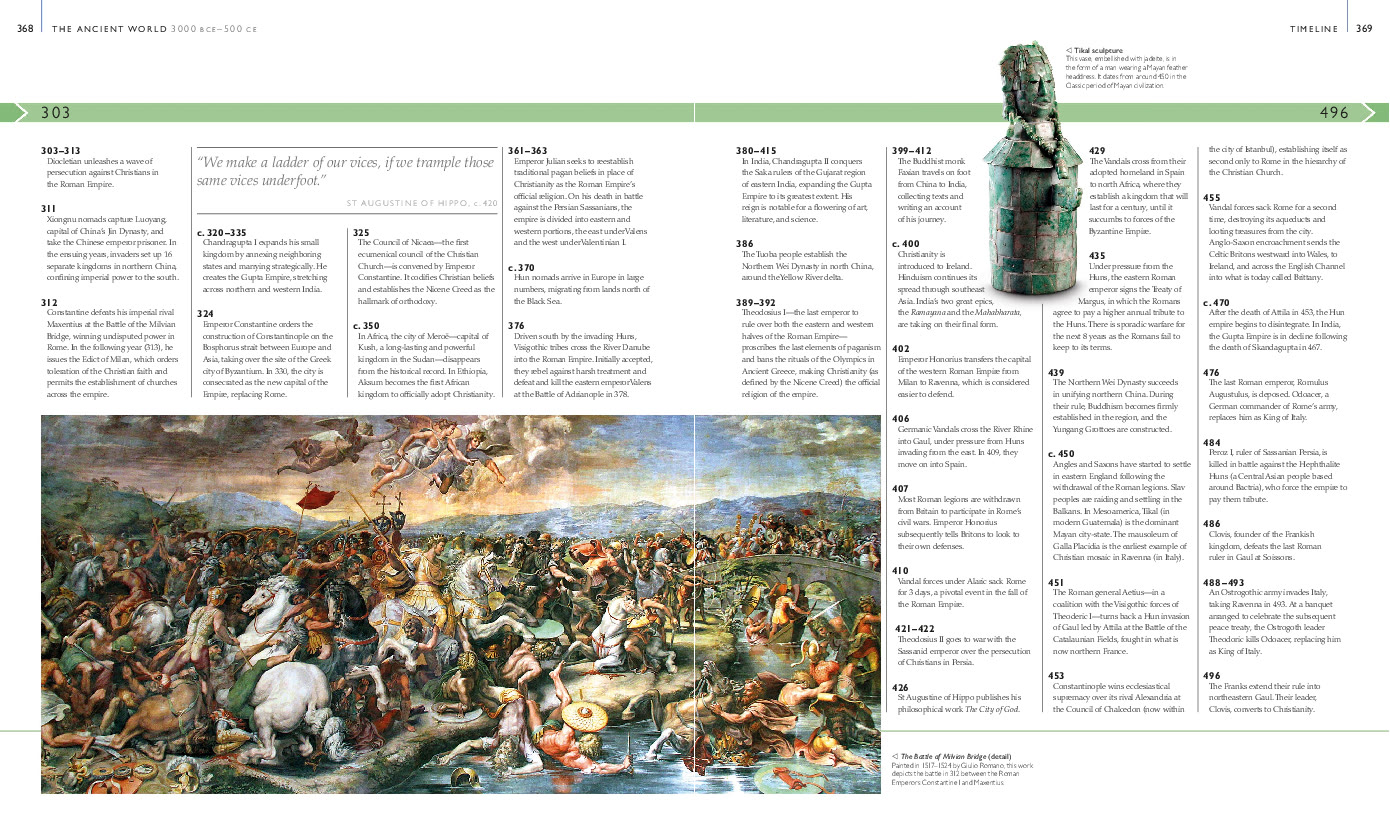 368 THE ANCIENT WORLD 3000 BCE–500 CE
TIMELINE 369
◁ Tikal sculpture
This vase, embellished with jadeite, is in
the form of a man wearing a Mayan feather
headdress. It dates from around 450 in the
Classic period of Mayan civilization.
303
496
303–313
Diocletian unleashes a wave of
persecution against Christians in
the Roman Empire.
311
Xiongnu nomads capture Luoyang,
capital of China's Jin Dynasty, and
take the Chinese emperor prisoner. In
the ensuing years, invaders set up 16
separate kingdoms in northern China,
confining imperial power to the south.
312
Constantine defeats his imperial rival
Maxentius at the Battle of the Milvian
Bridge, winning undisputed power in
Rome. In the following year (313), he
issues the Edict of Milan, which orders
toleration of the Christian faith and
permits the establishment of churches
across the empire.
"We make a ladder of our vices, if we trample those
same vices underfoot."
ST AUGUSTINE OF HIPPO, c. 420
c. 320–335
Chandragupta I expands his small
kingdom by annexing neighboring
states and marrying strategically. He
creates the Gupta Empire, stretching
across northern and western India.
324
Emperor Constantine orders the
construction of Constantinople on the
Bosphorus strait between Europe and
Asia, taking over the site of the Greek
city of Byzantium. In 330, the city is
consecrated as the new capital of the
Empire, replacing Rome.
325
The Council of Nicaea—the first
ecumenical council of the Christian
Church—is convened by Emperor
Constantine. It codifies Christian beliefs
and establishes the Nicene Creed as the
hallmark of orthodoxy.
c. 350
In Africa, the city of Meroë—capital of
Kush, a long-lasting and powerful
kingdom in the Sudan—disappears
from the historical record. In Ethiopia,
Aksum becomes the first African
kingdom to officially adopt Christianity.
361–363
Emperor Julian seeks to reestablish
traditional pagan beliefs in place of
Christianity as the Roman Empire's
official religion. On his death in battle
against the Persian Sassanians, the
empire is divided into eastern and
western portions, the east under Valens
and the west under Valentinian I.
c. 370
Hun nomads arrive in Europe in large
numbers, migrating from lands north of
the Black Sea.
376
Driven south by the invading Huns,
Visigothic tribes cross the River Danube
into the Roman Empire. Initially accepted,
they rebel against harsh treatment and
defeat and kill the eastern emperor Valens
at the Battle of Adrianople in 378.
380–415
In India, Chandragupta II conquers
the Saka rulers of the Gujarat region
of eastern India, expanding the Gupta
Empire to its greatest extent. His
reign is notable for a flowering of art,
literature, and science.
386
The Tuoba people establish the
Northern Wei Dynasty in north China,
around the Yellow River delta.
389–392
Theodosius I—the last emperor to
rule over both the eastern and western
halves of the Roman Empire—
proscribes the last elements of paganism
and bans the rituals of the Olympics in
Ancient Greece, making Christianity (as
defined by the Nicene Creed) the official
religion of the empire.
399–412
The Buddhist monk
Faxian travels on foot
from China to India,
collecting texts and
writing an account
of his journey.
c. 400
Christianity is
introduced to Ireland.
Hinduism continues its
spread through southeast
Asia. India's two great epics,
the Ramayana and the Mahabharata,
are taking on their final form.
402
Emperor Honorius transfers the capital
of the western Roman Empire from
Milan to Ravenna, which is considered
easier to defend.
406
Germanic Vandals cross the River Rhine
into Gaul, under pressure from Huns
invading from the east. In 409, they
move on into Spain.
407
Most Roman legions are withdrawn
from Britain to participate in Rome's
civil wars. Emperor Honorius
subsequently tells Britons to look to
their own defenses.
410
Vandal forces under Alaric sack Rome
for 3 days, a pivotal event in the fall of
the Roman Empire.
421–422
Theodosius II goes to war with the
Sassanid emperor over the persecution
of Christians in Persia.
426
St Augustine of Hippo publishes his
philosophical work The City of God.
429
The Vandals cross from their
adopted homeland in Spain
to north Africa, where they
establish a kingdom that will
last for a century, until it
succumbs to forces of the
Byzantine Empire.
435
Under pressure from the
Huns, the eastern Roman
emperor signs the Treaty of
Margus, in which the Romans
agree to pay a higher annual tribute to
the Huns. There is sporadic warfare for
the next 8 years as the Romans fail to
keep to its terms.
439
The Northern Wei Dynasty succeeds
in unifying northern China. During
their rule, Buddhism becomes firmly
established in the region, and the
Yungang Grottoes are constructed.
c. 450
Angles and Saxons have started to settle
in eastern England following the
withdrawal of the Roman legions. Slav
peoples are raiding and settling in the
Balkans. In Mesoamerica, Tikal (in
modern Guatemala) is the dominant
Mayan city-state. The mausoleum of
Galla Placidia is the earliest example of
Christian mosaic in Ravenna (in Italy).
451
The Roman general Aetius—in a
coalition with the Visigothic forces of
Theoderic I—turns back a Hun invasion
of Gaul led by Attila at the Battle of the
Catalaunian Fields, fought in what is
now northern France.
453
Constantinople wins ecclesiastical
supremacy over its rival Alexandria at
the Council of Chalcedon (now within
the city of Istanbul), establishing itself as
second only to Rome in the hierarchy of
the Christian Church.
455
Vandal forces sack Rome for a second
time, destroying its aqueducts and
looting treasures from the city.
Anglo-Saxon encroachment sends the
Celtic Britons westward into Wales, to
Ireland, and across the English Channel
into what is today called Brittany.
c. 470
After the death of Attila in 453, the Hun
empire begins to disintegrate. In India,
the Gupta Empire is in decline following
the death of Skandagupta in 467.
476
The last Roman emperor, Romulus
Augustulus, is deposed. Odoacer, a
German commander of Rome's army,
replaces him as King of Italy.
484
Peroz I, ruler of Sassanian Persia, is
killed in battle against the Hephthalite
Huns (a Central Asian people based
around Bactria), who force the empire to
pay them tribute.
486
Clovis, founder of the Frankish
kingdom, defeats the last Roman
ruler in Gaul at Soissons.
488–493
An Ostrogothic army invades Italy,
taking Ravenna in 493. At a banquet
arranged to celebrate the subsequent
peace treaty, the Ostrogoth leader
Theodoric kills Odoacer, replacing him
as King of Italy.
496
The Franks extend their rule into
northeastern Gaul. Their leader,
Clovis, converts to Christianity.
◁ The Battle of Milvian Bridge (detail)
Painted in 1517–1524 by Giulio Romano, this work
depicts the battle in 312 between the Roman
Emperors Constantine I and Maxentius.